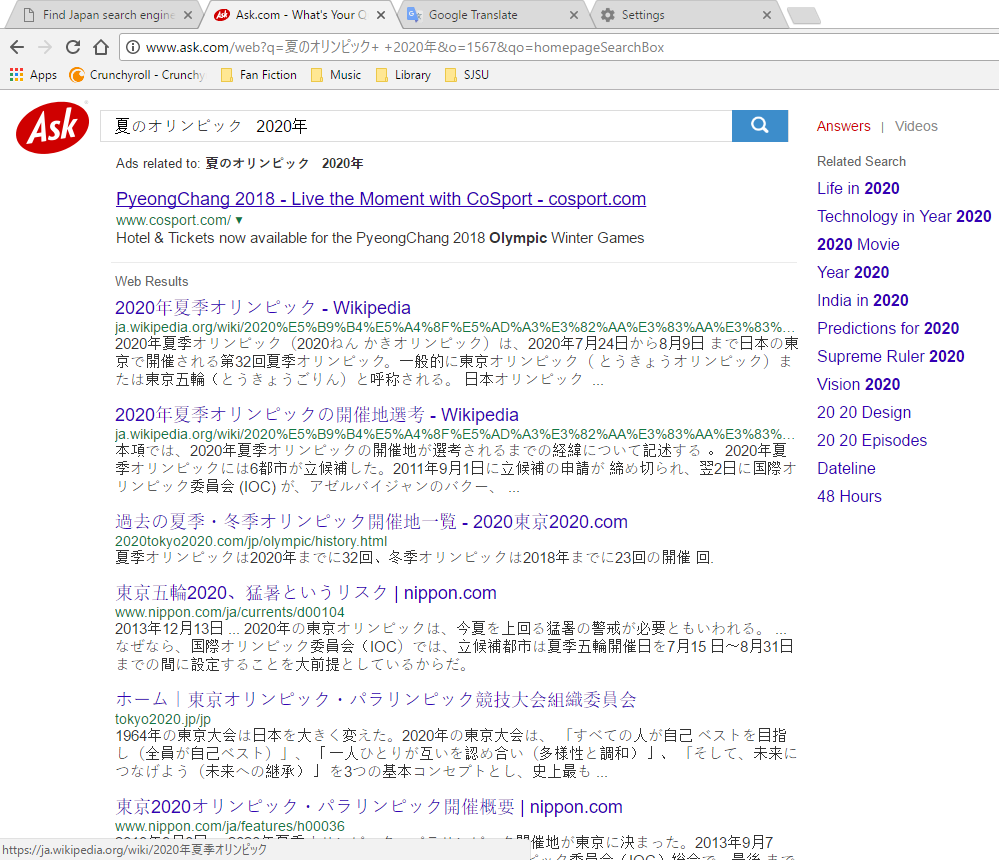 Find Japan search engine
Ask.com - What's Your Q
Google Translate
Settings
www.ask.com/web?q=夏のオリンピック+ +2020年&o=1567&qo=homepageSearchBox
Apps
Crunchyroll - Crunchy
Fan Fiction
Music
Library
SJSU
Ask
夏のオリンピック　2020年
Answers | Videos
Ads related to: 夏のオリンピック　2020年
PyeongChang 2018 - Live the Moment with CoSport - cosport.com
www.cosport.com/ ▼
Hotel & Tickets now available for the PyeongChang 2018 Olympic Winter Games
Web Results
2020年夏季オリンピック - Wikipedia
ja.wikipedia.org/wiki/2020%E5%B9%B4%E5%A4%8F%E5%AD%A3%E3%82%AA%E3%83%AA%E3%83%...
2020年夏季オリンピック（2020ねん かきオリンピック）は、2020年7月24日から8月9日 まで日本の東
京で開催される第32回夏季オリンピック。一般的に東京オリンピック（ とうきょうオリンピック）ま
たは東京五輪（とうきょうごりん）と呼称される。 日本オリンピック ...
2020年夏季オリンピックの開催地選考 - Wikipedia
ja.wikipedia.org/wiki/2020%E5%B9%B4%E5%A4%8F%E5%AD%A3%E3%82%AA%E3%83%AA%E3%83%...
本項では、2020年夏季オリンピックの開催地が選考されるまでの経緯について記述する 。 2020年夏
季オリンピックには6都市が立候補した。2011年9月1日に立候補の申請が 締め切られ、翌2日に国際オ
リンピック委員会 (IOC) が、アゼルバイジャンのバクー、 ...
過去の夏季・冬季オリンピック開催地一覧 - 2020東京2020.com
2020tokyo2020.com/jp/olympic/history.html
夏季オリンピックは2020年までに32回、冬季オリンピックは2018年までに23回の開催 回.
東京五輪2020、猛暑というリスク | nippon.com
www.nippon.com/ja/currents/d00104
2013年12月13日 ... 2020年の東京オリンピックは、今夏を上回る猛暑の警戒が必要ともいわれる。 ...
なぜなら、国際オリンピック委員会（IOC）では、立候補都市は夏季五輪開催日を7月15 日～8月31日
までの間に設定することを大前提としているからだ。
ホーム｜東京オリンピック・パラリンピック競技大会組織委員会
tokyo2020.jp/jp
1964年の東京大会は日本を大きく変えた。2020年の東京大会は、 「すべての人が自己 ベストを目指
し（全員が自己ベスト）」、「 一人ひとりが互いを認め合い（多様性と調和）」、 「そして、未来に
つなげよう（未来への継承）」を3つの基本コンセプトとし、史上最も ...
東京2020オリンピック・パラリンピック開催概要 | nippon.com
www.nippon.com/ja/features/h00036
開催地が東京に決まった。2013年9月7
https://ja.wikipedia.org/wiki/2020年夏季オリンピック
Related Search
Life in 2020
Technology in Year 2020
2020 Movie
Year 2020
India in 2020
Predictions for 2020
Supreme Ruler 2020
Vision 2020
20 20 Design
20 20 Episodes
Dateline
48 Hours